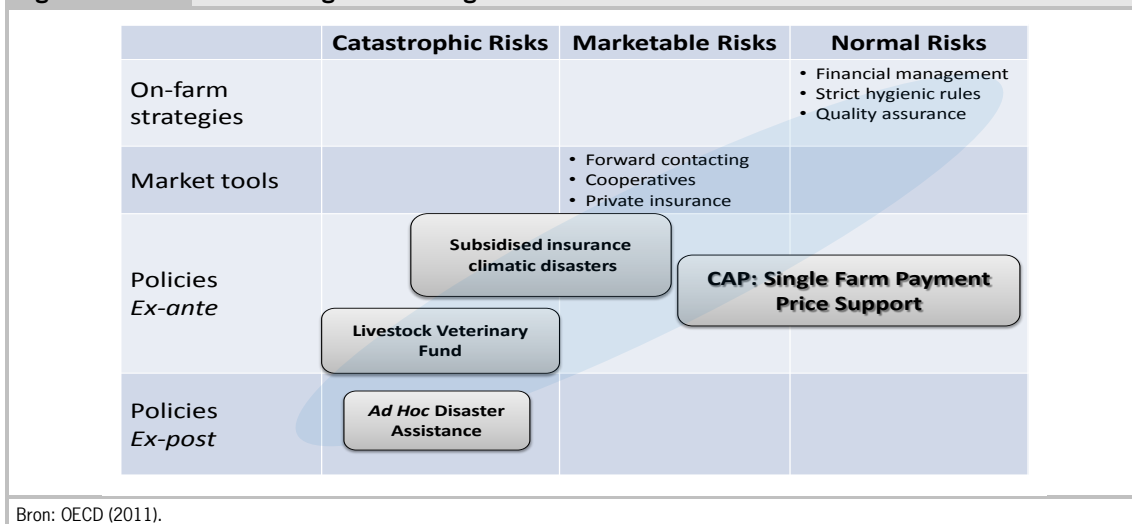 Catastrophic Risks Marketable Risks Normal Risks
On-farm
strategies
• Financial management
• Strict hygienic rules
• Quality assurance
Market tools
• Forward contacting
• Cooperatives
• Private insurance
Policies
Ex-ante
Subsidised insurance
climatic disasters
CAP: Single Farm Payment
Price Support
Livestock Veterinary
Fund
Policies
Ex-post
Ad Hoc Disaster
Assistance
Bron: OECD (2011).